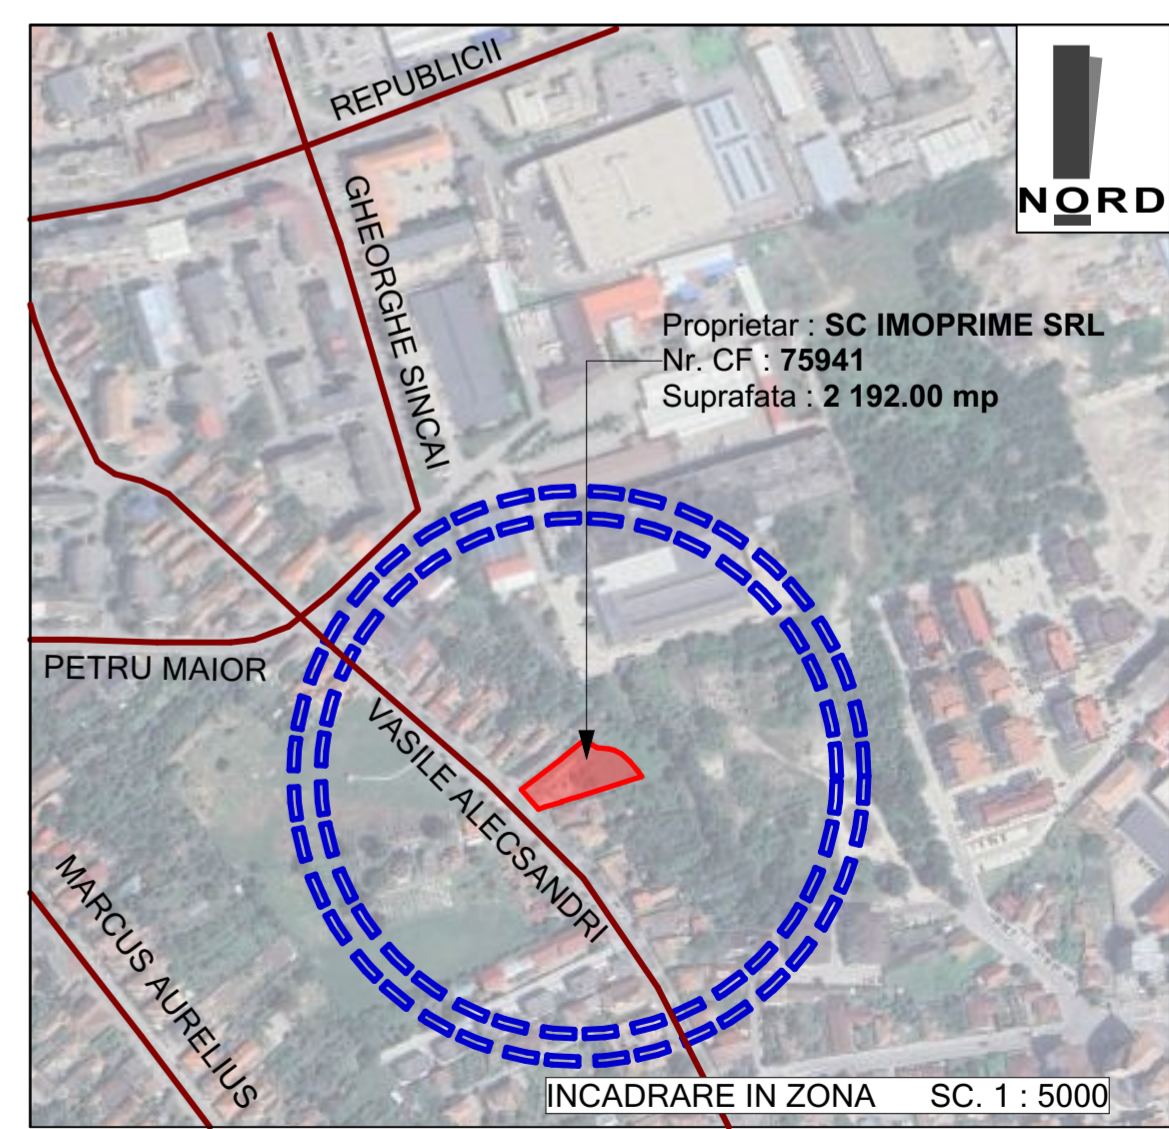 REPUBLICII
NORD
GHEORGHE SINCAI
Proprietar : SC IMOPRIME SRL
Nr. CF : 75941
Suprafata : 2 192.00 mp
PETRU MAIOR
VASILE ALECSANDRI
MARCUS AURELIUS
INCADRARE IN ZONA SC. 1 : 5000